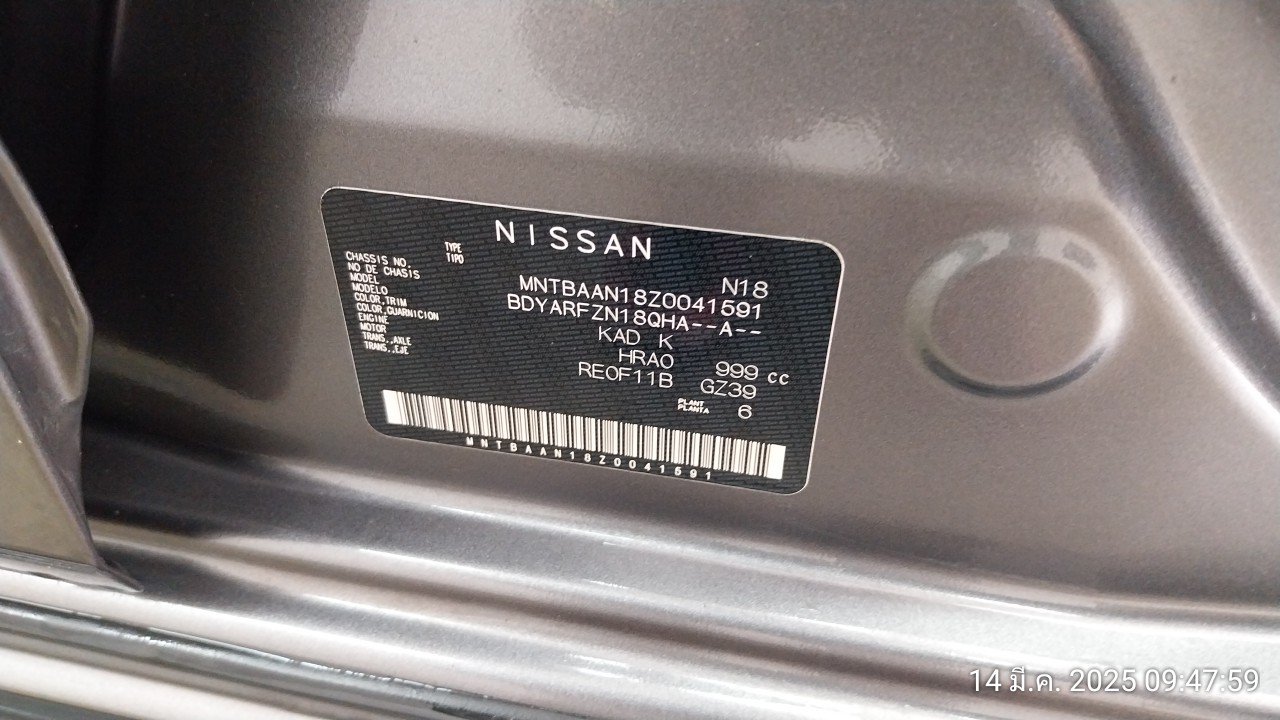 NISSAN
TYPE
TIPO
N18
CHASSIS NO.
NO DE CHASIS
MNTBAAN18Z0041591
MODEL
MODELO
BDYARFZN18QHA--A--
COLOR,TRIM
COLOR,GUARNICION
KAD K
ENGINE
MOTOR
HRA0 999 cc
TRANS.,AXLE
TRANS.,EJE
RE0F11B GZ39
PLANT
PLANTA
6
MNTBAAN18Z0041591
14 มี.ค. 2025 09:47:59